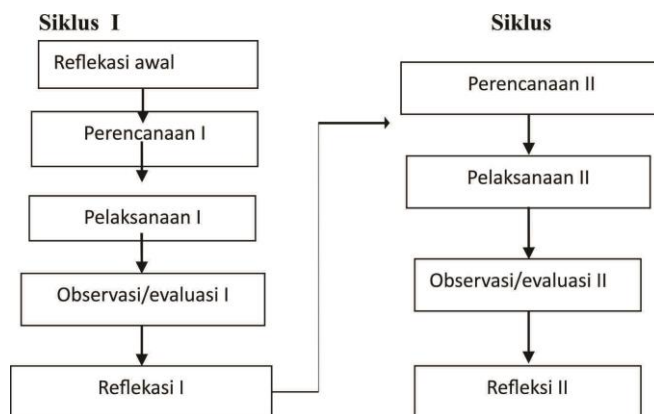 Siklus I
Reflekasi awal
Perencanaan I
Pelaksanaan I
Observasi/evaluasi I
Reflekasi I
Siklus
Perencanaan II
Pelaksanaan II
Observasi/evaluasi II
Refleksi II